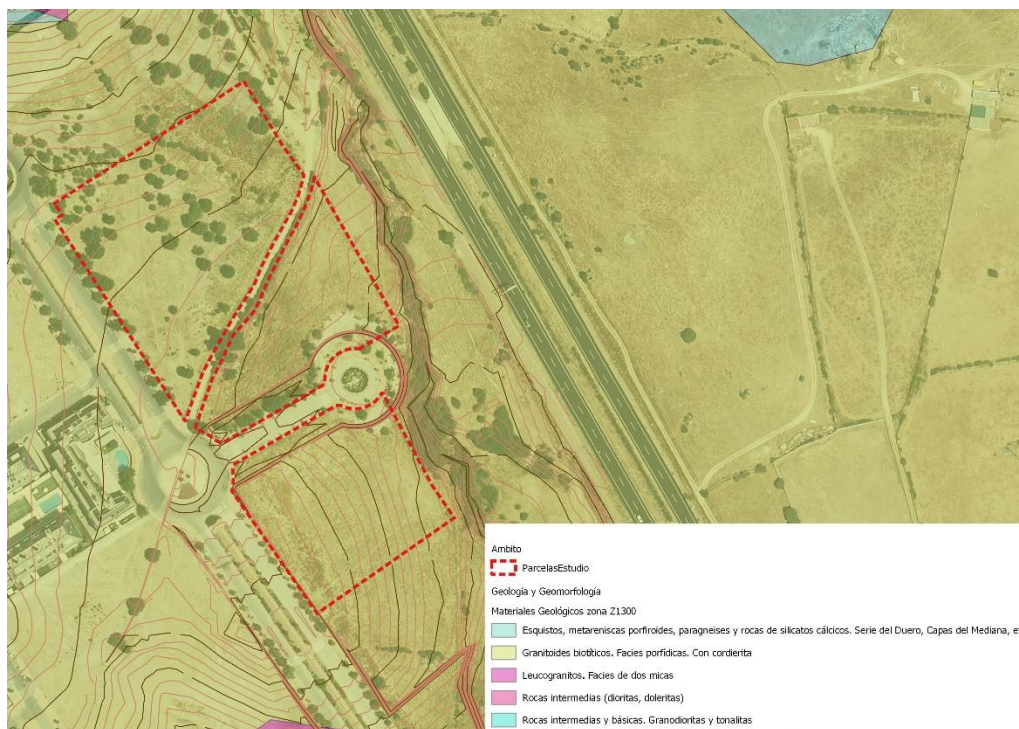 Ambito
ParcelasEstudio
Geología y Geomorfología
Materiales Geológicos zona Z1300
Esquistos, metareniscas porfiroides, paragneises y rocas de silicatos cálcicos. Serie del Duero, Capas del Mediana, e
Granitoides biotíticos. Facies porfídicas. Con cordierita
Leucogranitos. Facies de dos micas
Rocas intermedias (dioritas, doleritas)
Rocas intermedias y básicas. Granodioritas y tonalitas